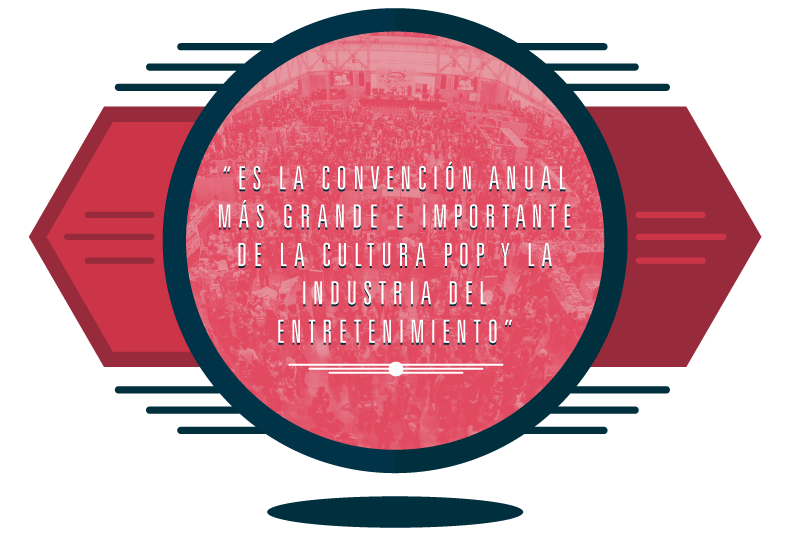 “ES LA CONVENCIÓN ANUAL
MÁS GRANDE E IMPORTANTE
DE LA CULTURA POP Y LA
INDUSTRIA DEL
ENTRETENIMIENTO“